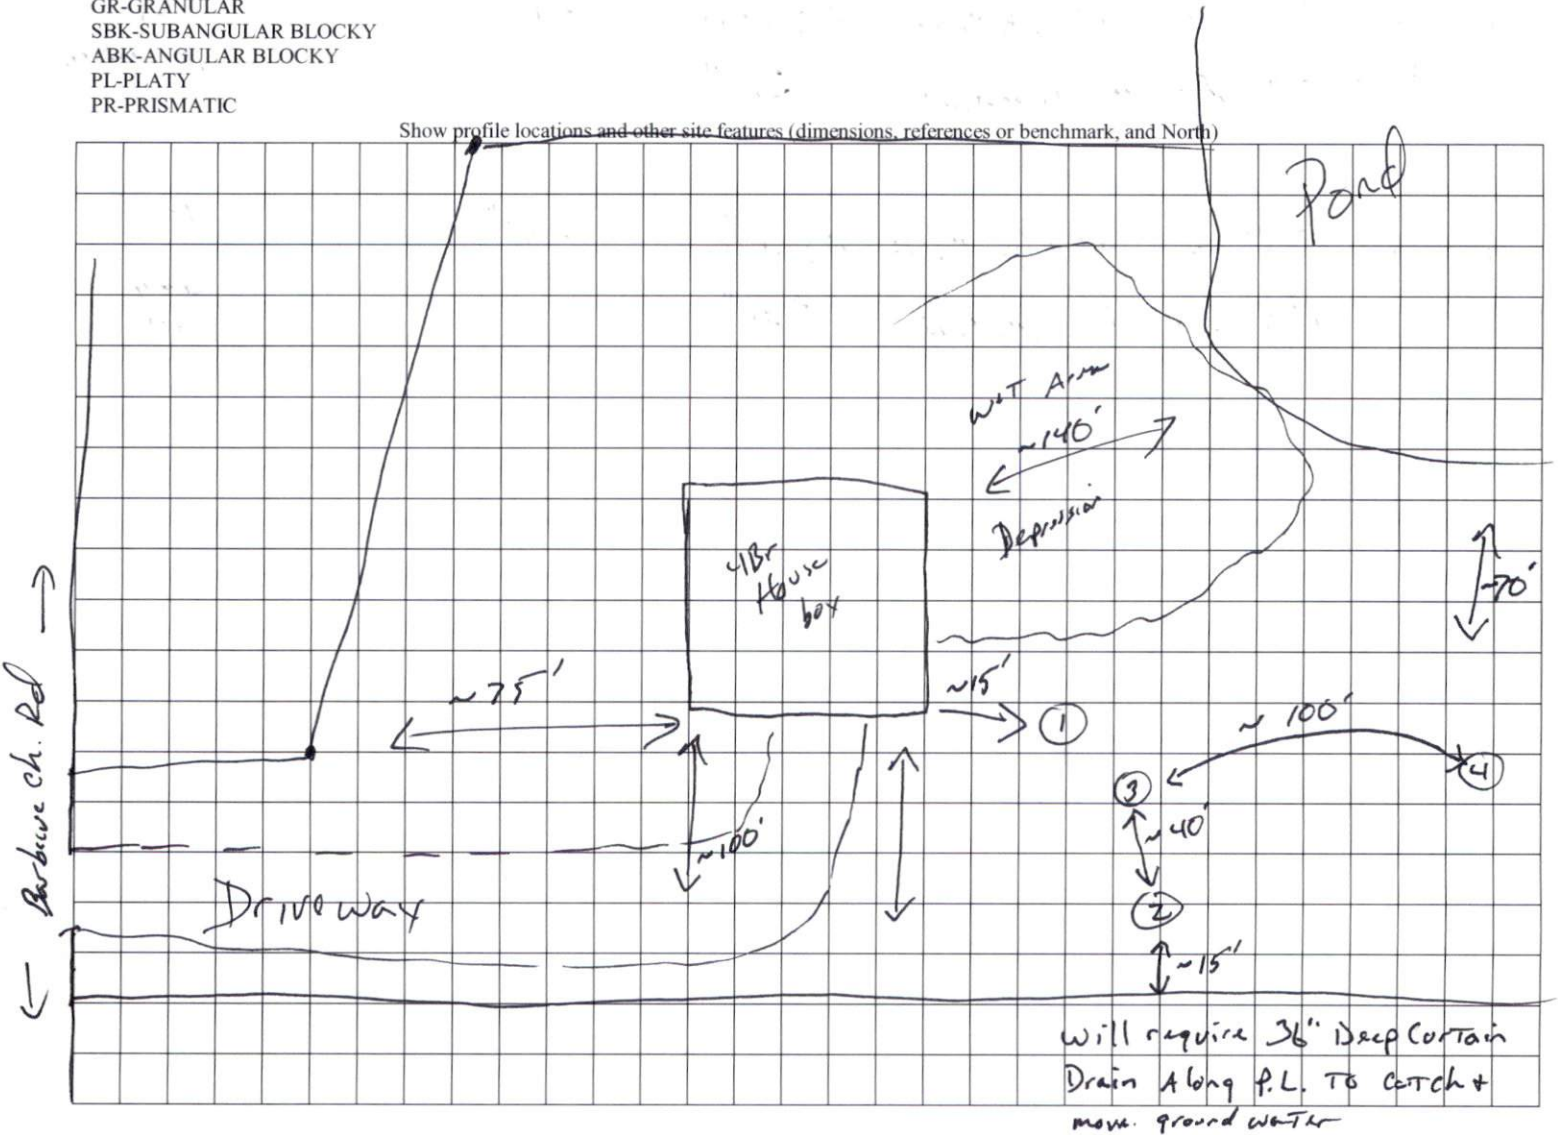 GR-GRANULAR
SBK-SUBANGULAR BLOCKY
ABK-ANGULAR BLOCKY
PL-PLATY
PR-PRISMATIC
Show profile locations and other site features (dimensions, references or benchmark, and North)
Pond
Wet Area
~140'
Depression
4Br
House
box
~70'
~75'
~15'
1
~100'
3
4
~40'
~100'
2
Driveway
~15'
Ch. Rd
Will require 36" Deep Curtain
Drain Along P.L. To Catch +
move. ground water